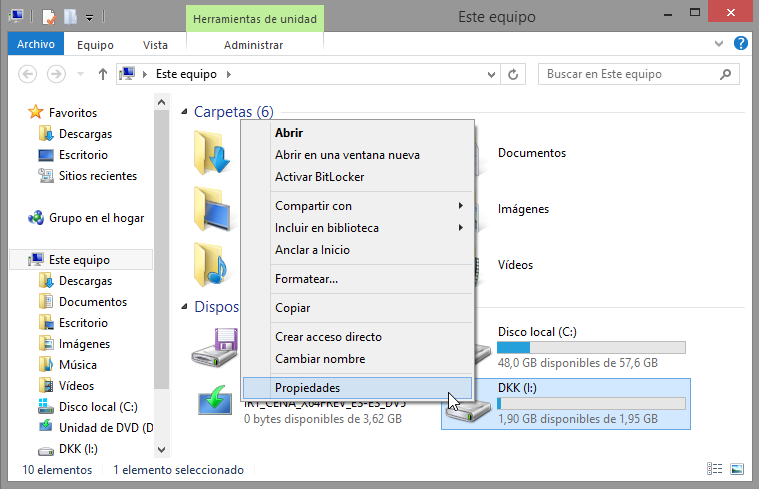 Herramientas de unidad
Este equipo
Archivo
Equipo
Vista
Administrar
Este equipo
Buscar en Este equipo
Favoritos
Descargas
Escritorio
Sitios recientes
Grupo en el hogar
Este equipo
Descargas
Documentos
Escritorio
Imágenes
Música
Vídeos
Disco local (C:)
Unidad de DVD (D
DKK (I:)
Carpetas (6)
Abrir
Abrir en una ventana nueva
Activar BitLocker
Compartir con
Incluir en biblioteca
Anclar a Inicio
Formatear...
Copiar
Crear acceso directo
Cambiar nombre
Propiedades
Documentos
Imágenes
Vídeos
Dispos
Disco local (C:)
48,0 GB disponibles de 57,6 GB
IR1_CENA_X64FREV_ES-ES_DV5
0 bytes disponibles de 3,62 GB
DKK (I:)
1,90 GB disponibles de 1,95 GB
10 elementos
1 elemento seleccionado